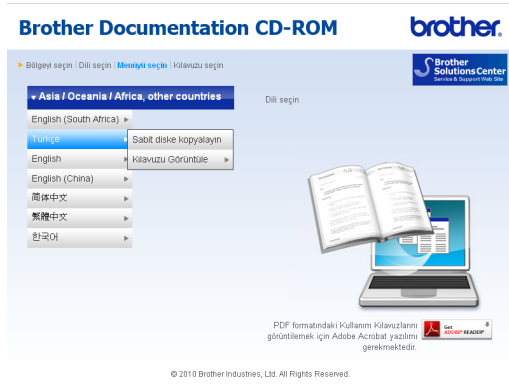 Brother Documentation CD-ROM
brother.
Bölgeyi seçin | Dili seçin | Menüyü seçin | Kılavuzu seçin
Brother
Solutions Center
Service & Support Web Site
Asia / Oceania / Africa, other countries
Dili seçin
English (South Africa)
Türkçe
Sabit diske kopyalayın
English
Kılavuzu Görüntüle
English (China)
简体中文
繁體中文
한국어
PDF formatındaki Kullanım Kılavuzlarını
görüntilemek için Adobe Acrobat yazılımı
gerekmektedir.
Get
ADOBE® READER®
© 2010 Brother Industries, Ltd. All Rights Reserved.